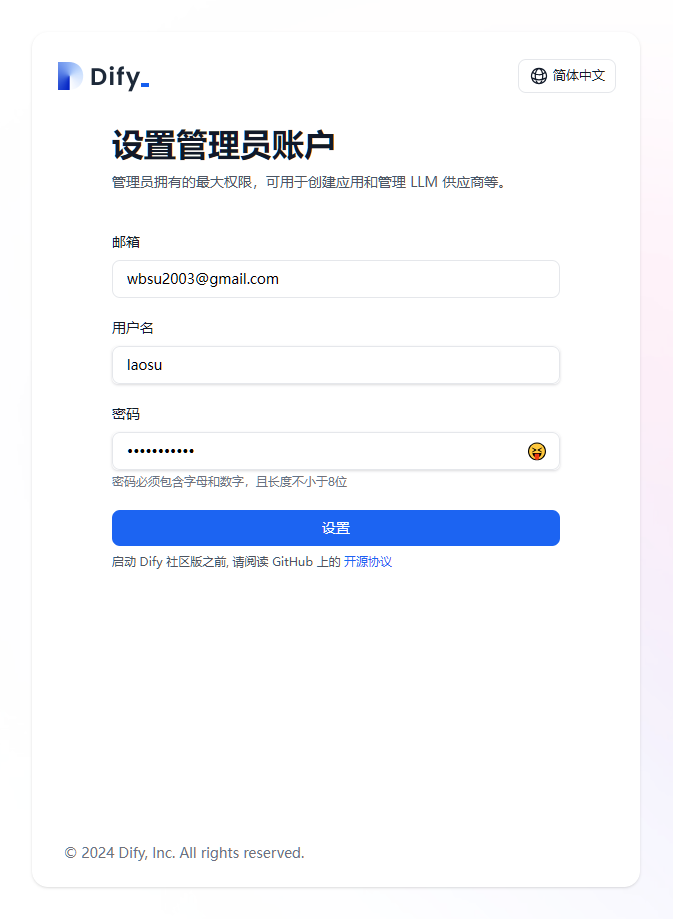 Dify_
简体中文
设置管理员账户
管理员拥有的最大权限，可用于创建应用和管理 LLM 供应商等。
邮箱
wbsu2003@gmail.com
用户名
laosu
密码
•••••••••••
密码必须包含字母和数字，且长度不小于8位
设置
启动 Dify 社区版之前, 请阅读 GitHub 上的 开源协议
© 2024 Dify, Inc. All rights reserved.